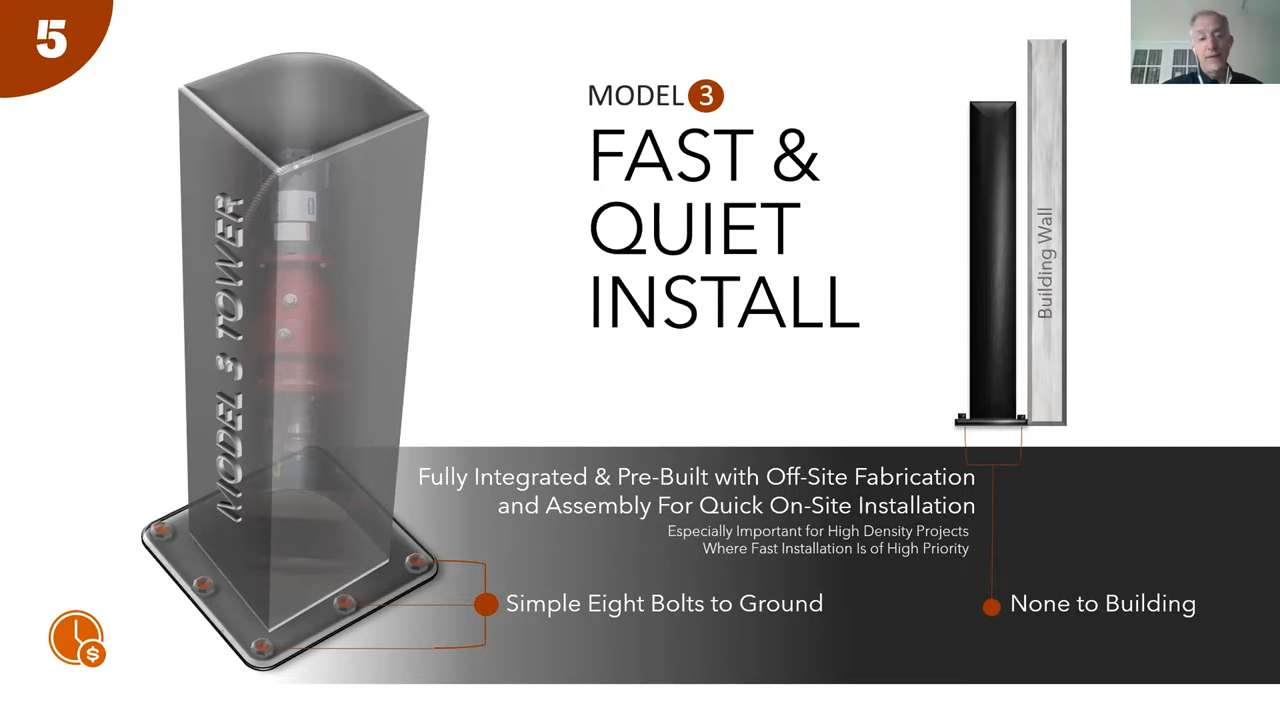 5
MODEL 3
FAST &
QUIET
INSTALL
MODEL 3 TOWER
Building Wall
Fully Integrated & Pre-Built with Off-Site Fabrication
and Assembly For Quick On-Site Installation
Especially Important for High Density Projects
Where Fast Installation Is of High Priority
Simple Eight Bolts to Ground
None to Building
$